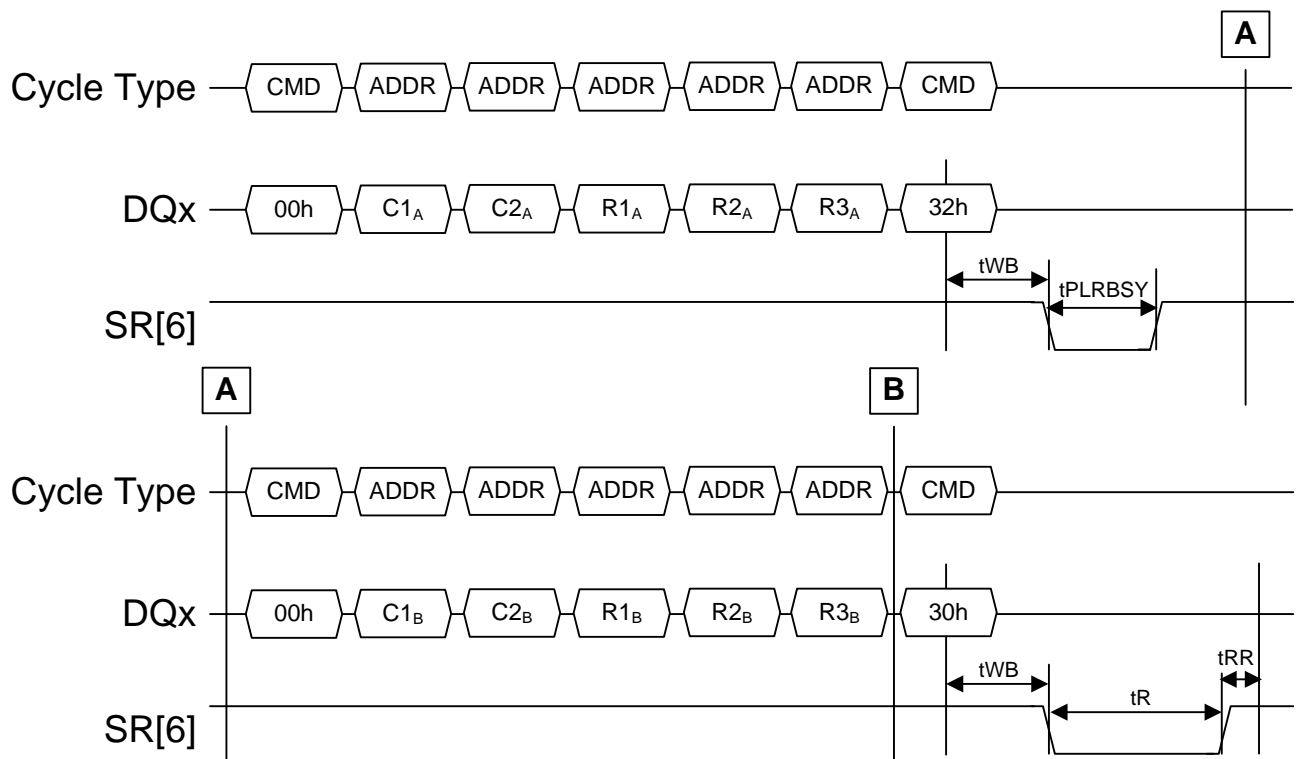 A
Cycle Type CMD ADDR ADDR ADDR ADDR ADDR CMD
DQx 00h C1A C2A R1A R2A R3A 32h
tWB tPLRBSY
SR[6]
A B
Cycle Type CMD ADDR ADDR ADDR ADDR ADDR CMD
DQx 00h C1B C2B R1B R2B R3B 30h
tWB tR tRR
SR[6]